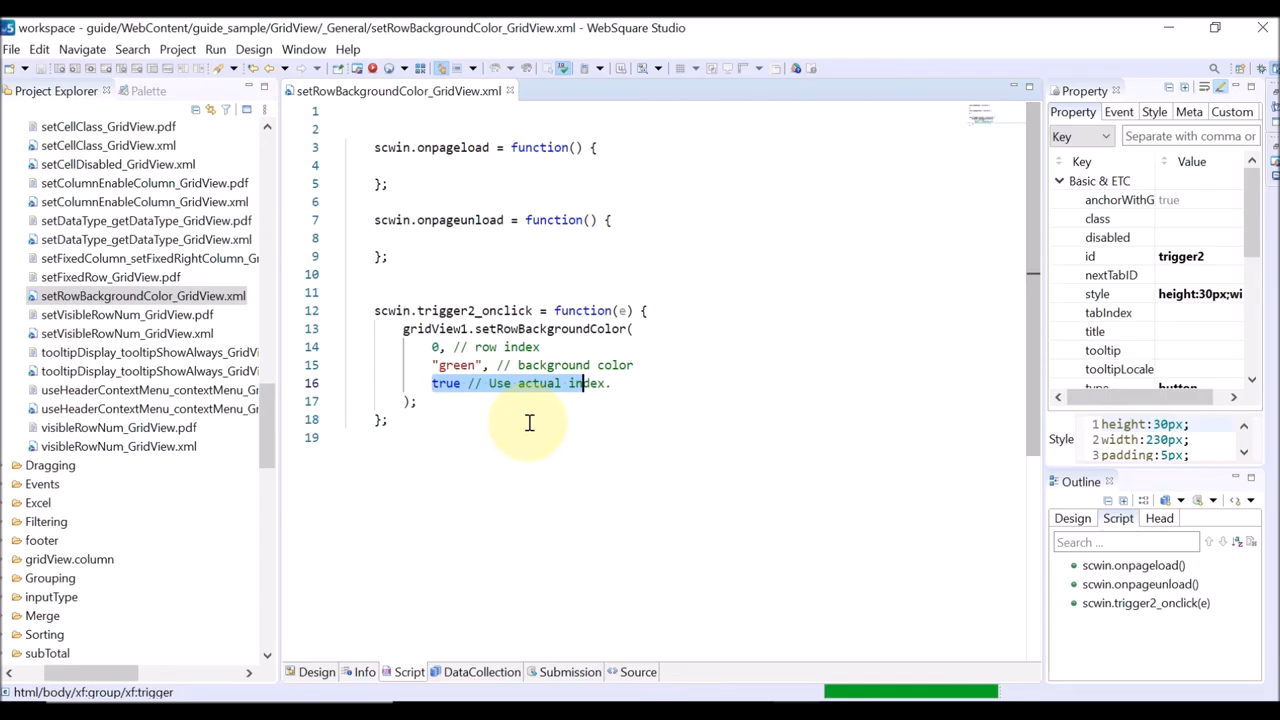 workspace - guide/WebContent/guide_sample/GridView/_General/setRowBackgroundColor_GridView.xml - WebSquare Studio
File Edit Navigate Search Project Run Design Window Help
Project Explorer Palette
setCellClass_GridView.pdf
setCellClass_GridView.xml
setCellDisabled_GridView.xml
setColumnEnableColumn_GridView.pdf
setColumnEnableColumn_GridView.xml
setDataType_getDataType_GridView.pdf
setDataType_getDataType_GridView.xml
setFixedColumn_setFixedRightColumn_G
setFixedRow_GridView.pdf
setRowBackgroundColor_GridView.xml
setVisibleRowNum_GridView.pdf
setVisibleRowNum_GridView.xml
tooltipDisplay_tooltipShowAlways_GridV
tooltipDisplay_tooltipShowAlways_GridV
useHeaderContextMenu_useHeaderConte
useHeaderContextMenu_useHeaderConte
visibleRowNum_GridView.pdf
visibleRowNum_GridView.xml
Dragging
Events
Excel
Filtering
footer
gridView.column
Grouping
inputType
Merge
Sorting
subTotal
setRowBackgroundColor_GridView.xml
1
2
3 scwin.onpageload = function() {
4
5 };
6
7 scwin.onpageunload = function() {
8
9 };
10
11
12 scwin.trigger2_onclick = function(e) {
13 gridView1.setRowBackgroundColor(
14 0, // row index
15 "green", // background color
16 true // Use actual index.
17 );
18 };
19
Design Info Script DataCollection Submission Source
Property
Property Event Style Meta Custom
Key Separate with comma or
Key Value
Basic & ETC
anchorWithG true
class
disabled
id trigger2
nextTabID
style height:30px;wi
tabIndex
title
tooltip
tooltipLocale
type button
Style
1 height:30px;
2 width:230px;
3 padding:5px;
Outline
Design Script Head
Search ...
scwin.onpageload()
scwin.onpageunload()
scwin.trigger2_onclick(e)
html/body/xf:group/xf:trigger